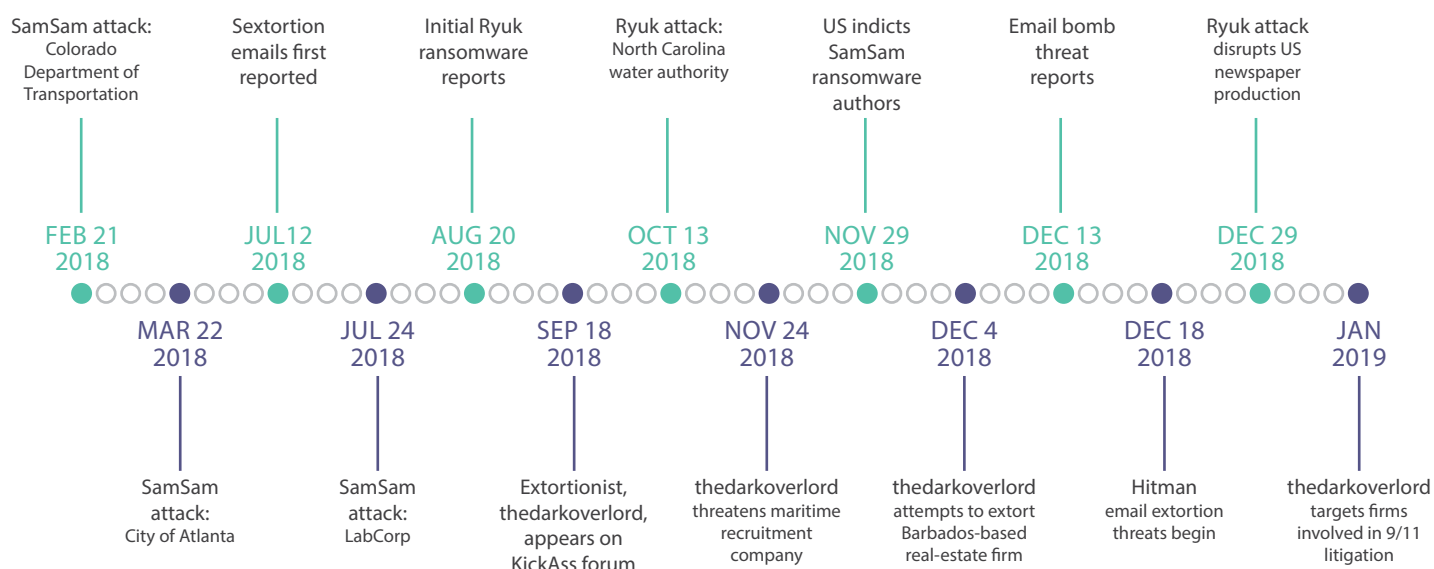 SamSam attack:
Colorado
Department of
Transportation
Sextortion
emails first
reported
Initial Ryuk
ransomware
reports
Ryuk attack:
North Carolina
water authority
US indicts
SamSam
ransomware
authors
Email bomb
threat
reports
Ryuk attack
disrupts US
newspaper
production
FEB 21
2018
JUL12
2018
AUG 20
2018
OCT 13
2018
NOV 29
2018
DEC 13
2018
DEC 29
2018
MAR 22
2018
JUL 24
2018
SEP 18
2018
NOV 24
2018
DEC 4
2018
DEC 18
2018
JAN
2019
SamSam
attack:
City of Atlanta
SamSam
attack:
LabCorp
Extortionist,
thedarkoverlord,
appears on
KickAss forum
thedarkoverlord
threatens maritime
recruitment
company
thedarkoverlord
attempts to extort
Barbados-based
real-estate firm
Hitman
email extortion
threats begin
thedarkoverlord
targets firms
involved in 9/11
litigation